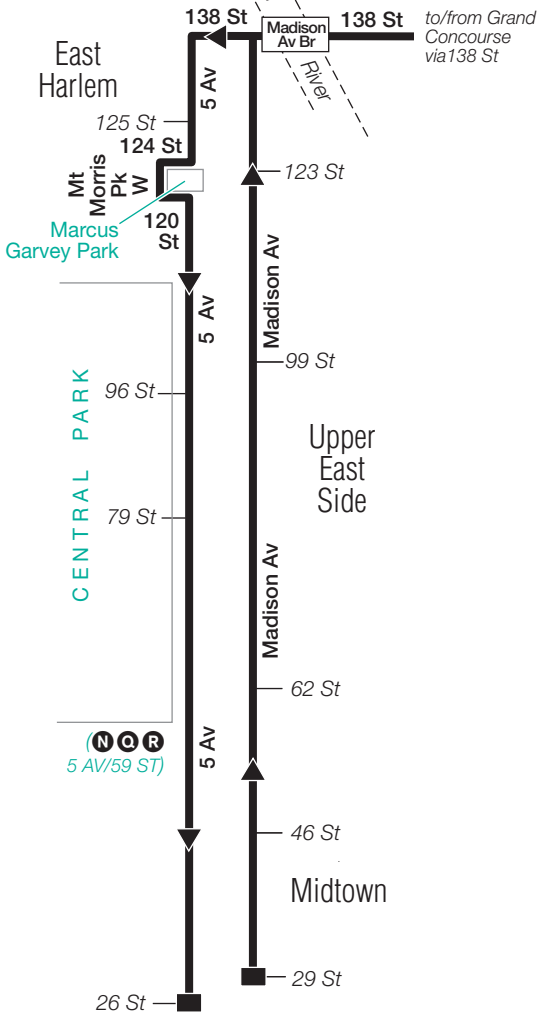 138 St
Madison
Av Br
138 St
to/from Grand
Concourse
via138 St
River
East
Harlem
5 Av
125 St
124 St
Mt
Morris
Pk
W
123 St
120
St
Marcus
Garvey Park
5 Av
Madison Av
99 St
96 St
CENTRAL PARK
Upper
East
Side
79 St
Madison Av
62 St
(N Q R
5 AV/59 ST)
5 Av
46 St
Midtown
29 St
26 St